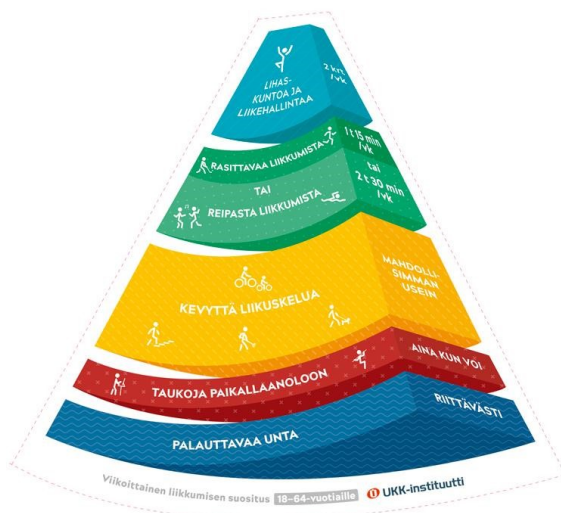 LIHAS-
KUNTOA JA
LIIKEHALLINTAA
2 krt.
/vk
RASITTAVAA LIIKKUMISTA
1 t 15 min
/vk
TAI
tai
REIPASTA LIIKKUMISTA
2 t 30 min
/vk
KEVYTTÄ LIIKUSKELUA
MAHDOLLI-
SIMMAN
USEIN
TAUKOJA PAIKALLAANOLOON
AINA KUN VOI
PALAUTTAVAA UNTA
RIITTÄVÄSTI
Viikoittainen liikkumisen suositus 18–64-vuotiaille UKK-instituutti